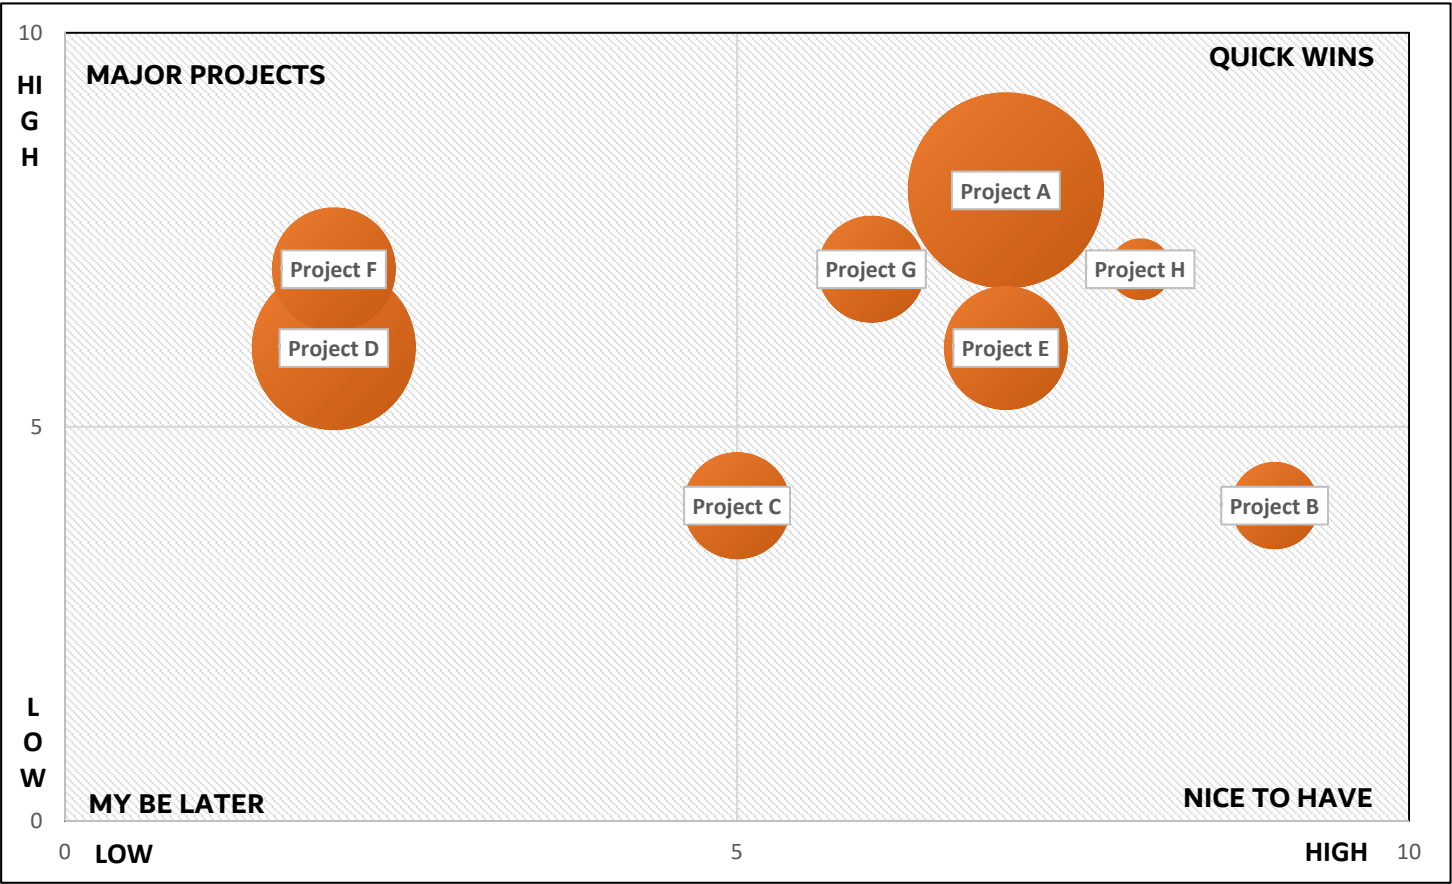 10
QUICK WINS
MAJOR PROJECTS
HI
G
H
Project A
Project F
Project G
Project H
Project D
Project E
5
Project C
Project B
L
O
W
NICE TO HAVE
MY BE LATER
0
0
LOW
5
HIGH
10